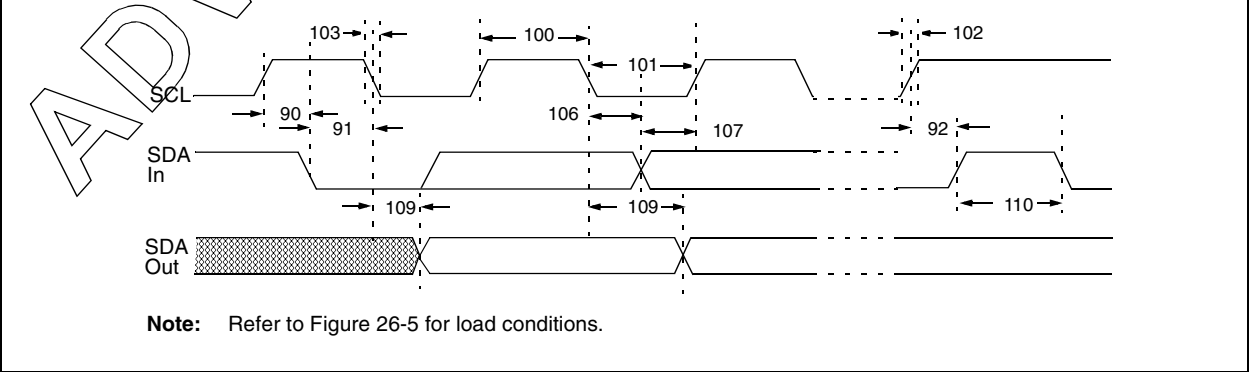 103
100
102
101
SCL
90
106
91
107
92
SDA
In
109
109
110
SDA
Out
Note: Refer to Figure 26-5 for load conditions.